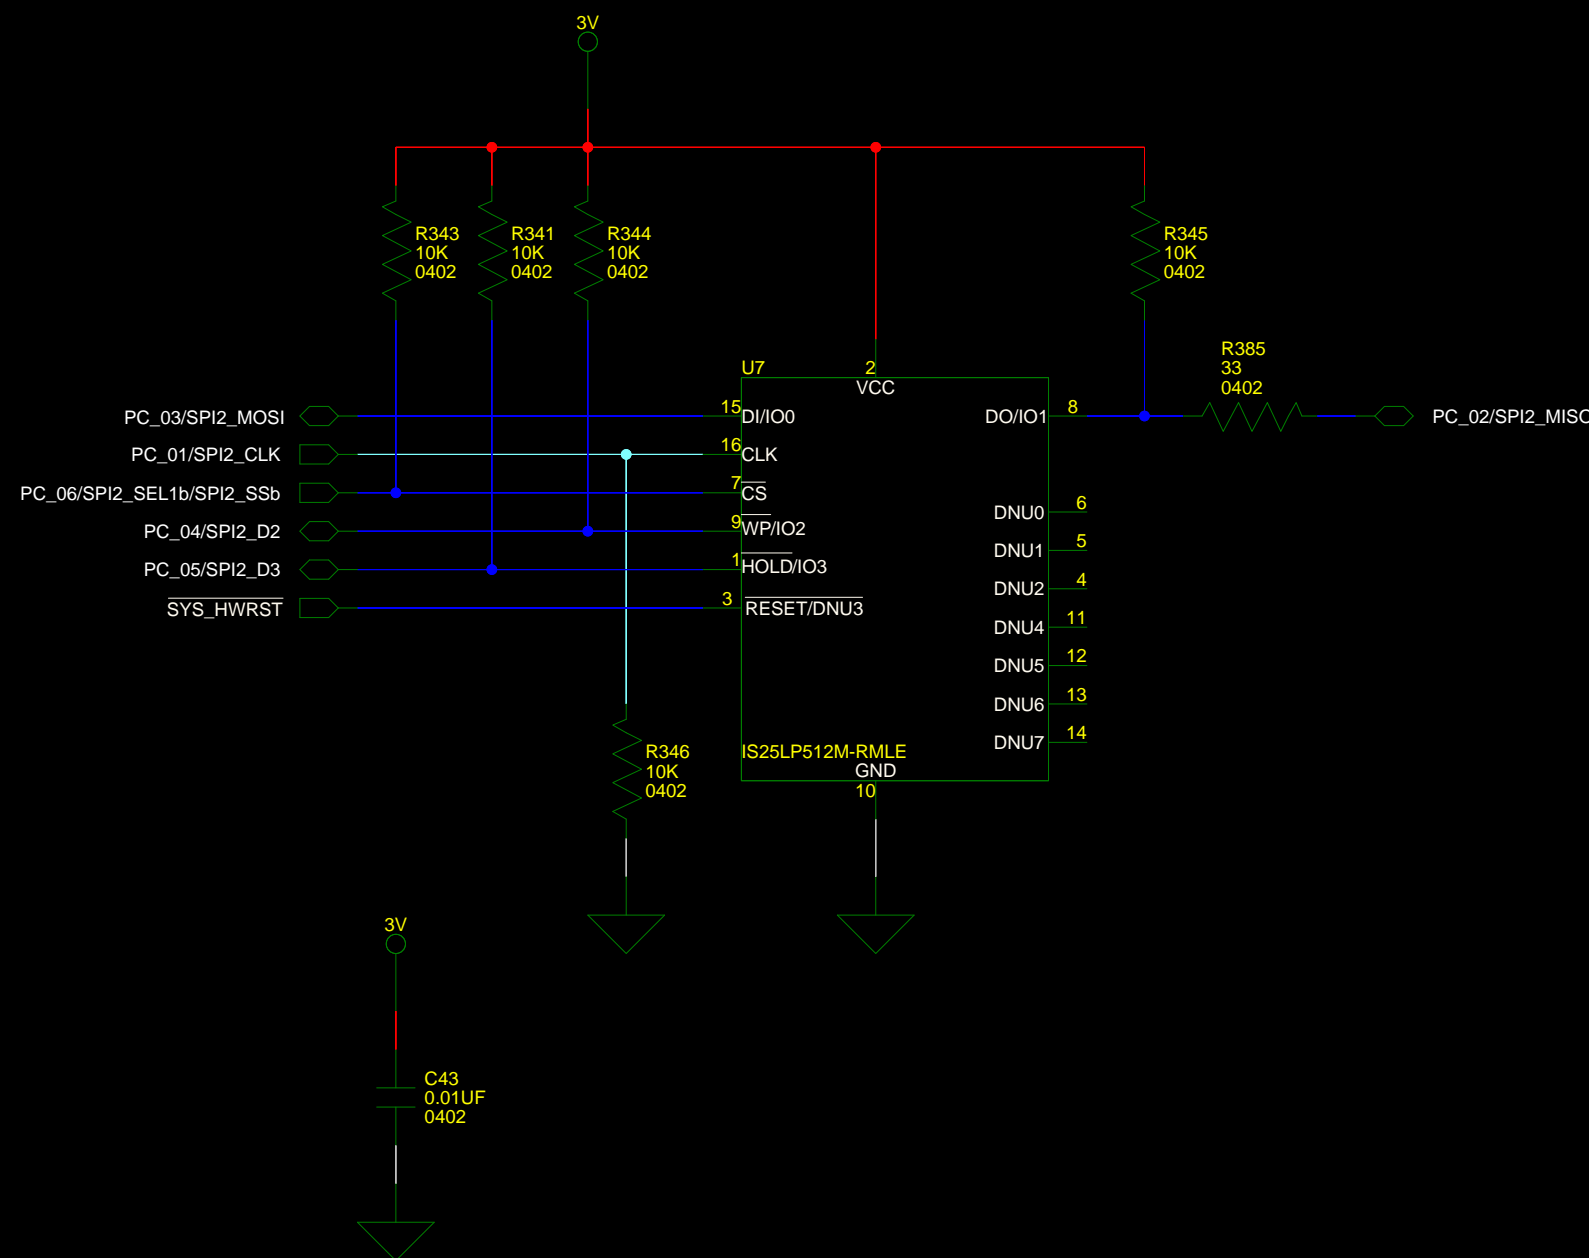 3V
R343
10K
0402
R341
10K
0402
R344
10K
0402
R345
10K
0402
R385
33
0402
U7
2
VCC
PC_03/SPI2_MOSI
15
DI/IO0
DO/IO1
8
PC_02/SPI2_MISO
PC_01/SPI2_CLK
16
CLK
PC_06/SPI2_SEL1b/SPI2_SSb
7
CS
PC_04/SPI2_D2
9
WP/IO2
PC_05/SPI2_D3
1
HOLD/IO3
SYS_HWRST
3
RESET/DNU3
DNU0
6
DNU1
5
DNU2
4
DNU4
11
DNU5
12
DNU6
13
DNU7
14
IS25LP512M-RMLE
GND
10
R346
10K
0402
3V
C43
0.01UF
0402